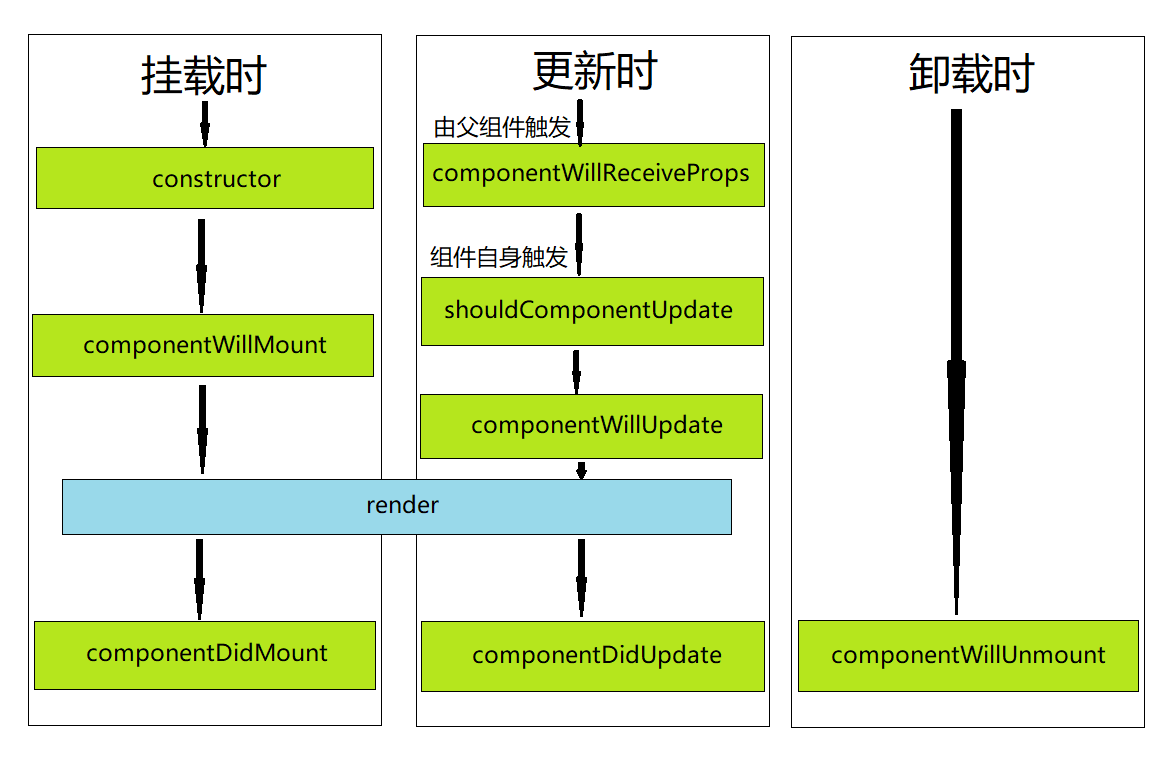 挂载时
constructor
componentWillMount
更新时
由父组件触发
componentWillReceiveProps
组件自身触发
shouldComponentUpdate
componentWillUpdate
render
componentDidMount
componentDidUpdate
卸载时
componentWillUnmount